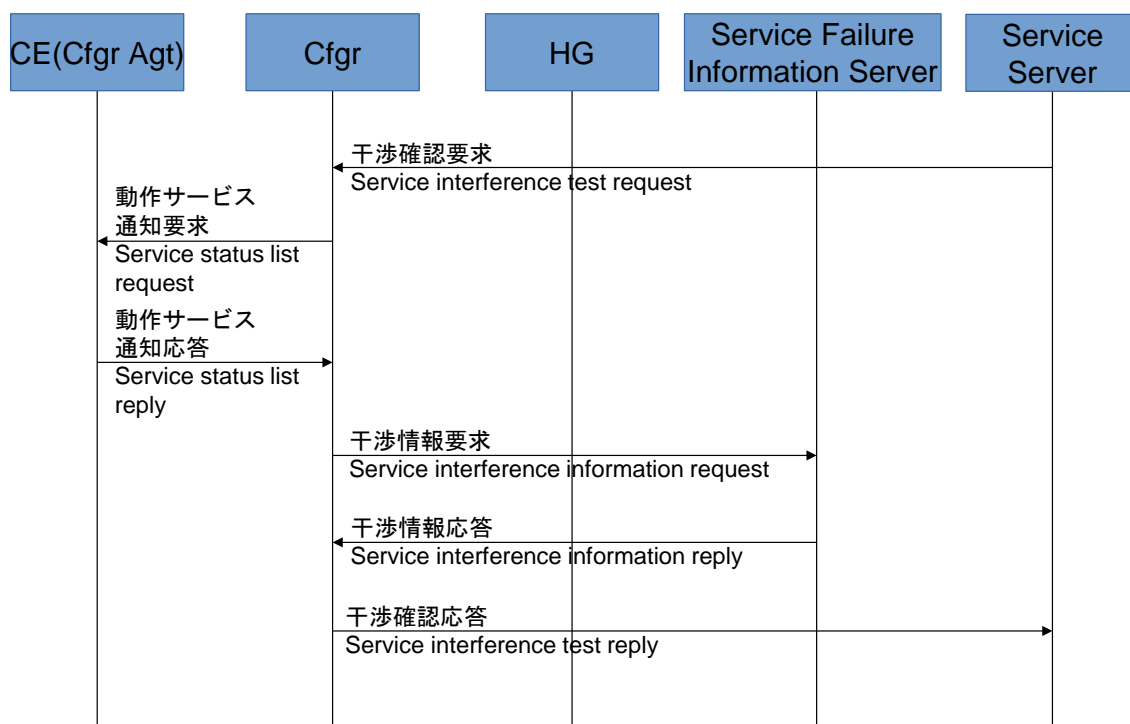 CE(Cfgr Agt)
Cfgr
HG
Service Failure
Information Server
Service
Server
干渉確認要求
Service interference test request
動作サービス
通知要求
Service status list
request
動作サービス
通知応答
Service status list
reply
干渉情報要求
Service interference information request
干渉情報応答
Service interference information reply
干渉確認応答
Service interference test reply